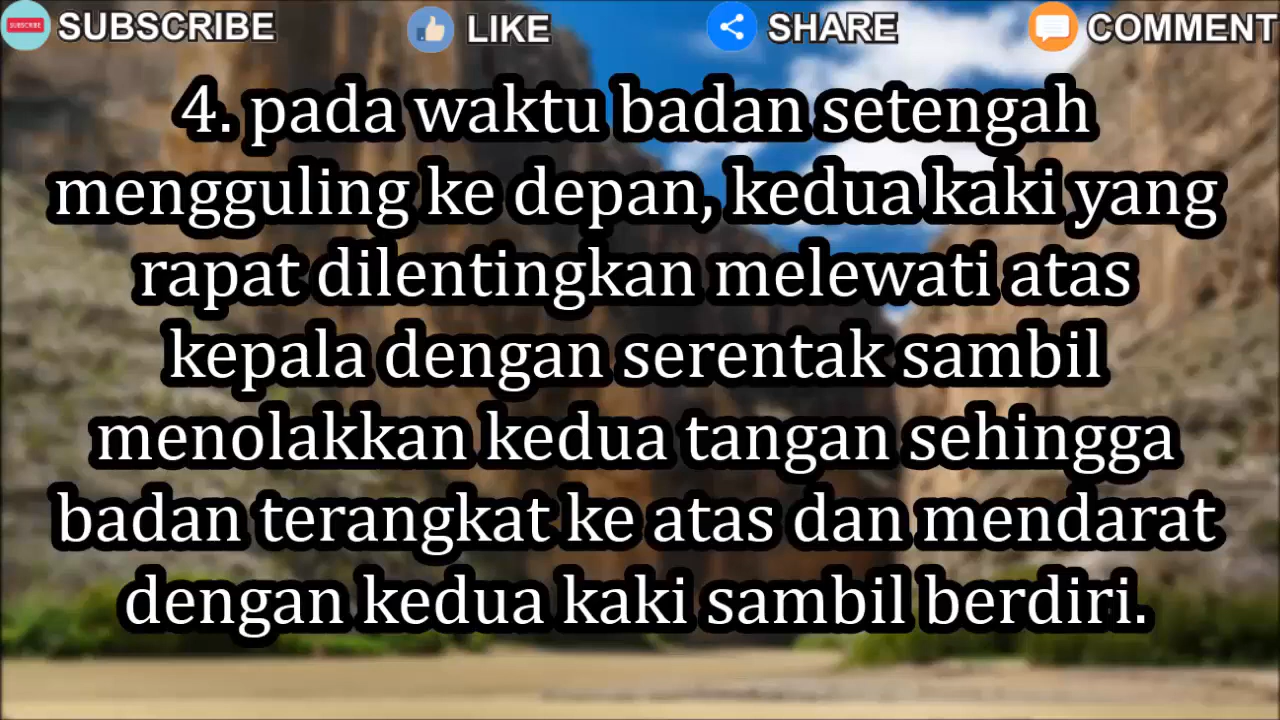 SUBSCRIBE SUBSCRIBE LIKE SHARE COMMENT
4. pada waktu badan setengah
mengguling ke depan, kedua kaki yang
rapat dilentingkan melewati atas
kepala dengan serentak sambil
menolakkan kedua tangan sehingga
badan terangkat ke atas dan mendarat
dengan kedua kaki sambil berdiri.